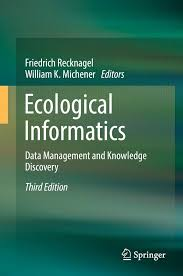 Friedrich Recknagel
William K. Michener Editors
Ecological
Informatics
Data Management and Knowledge
Discovery
Third Edition
Springer